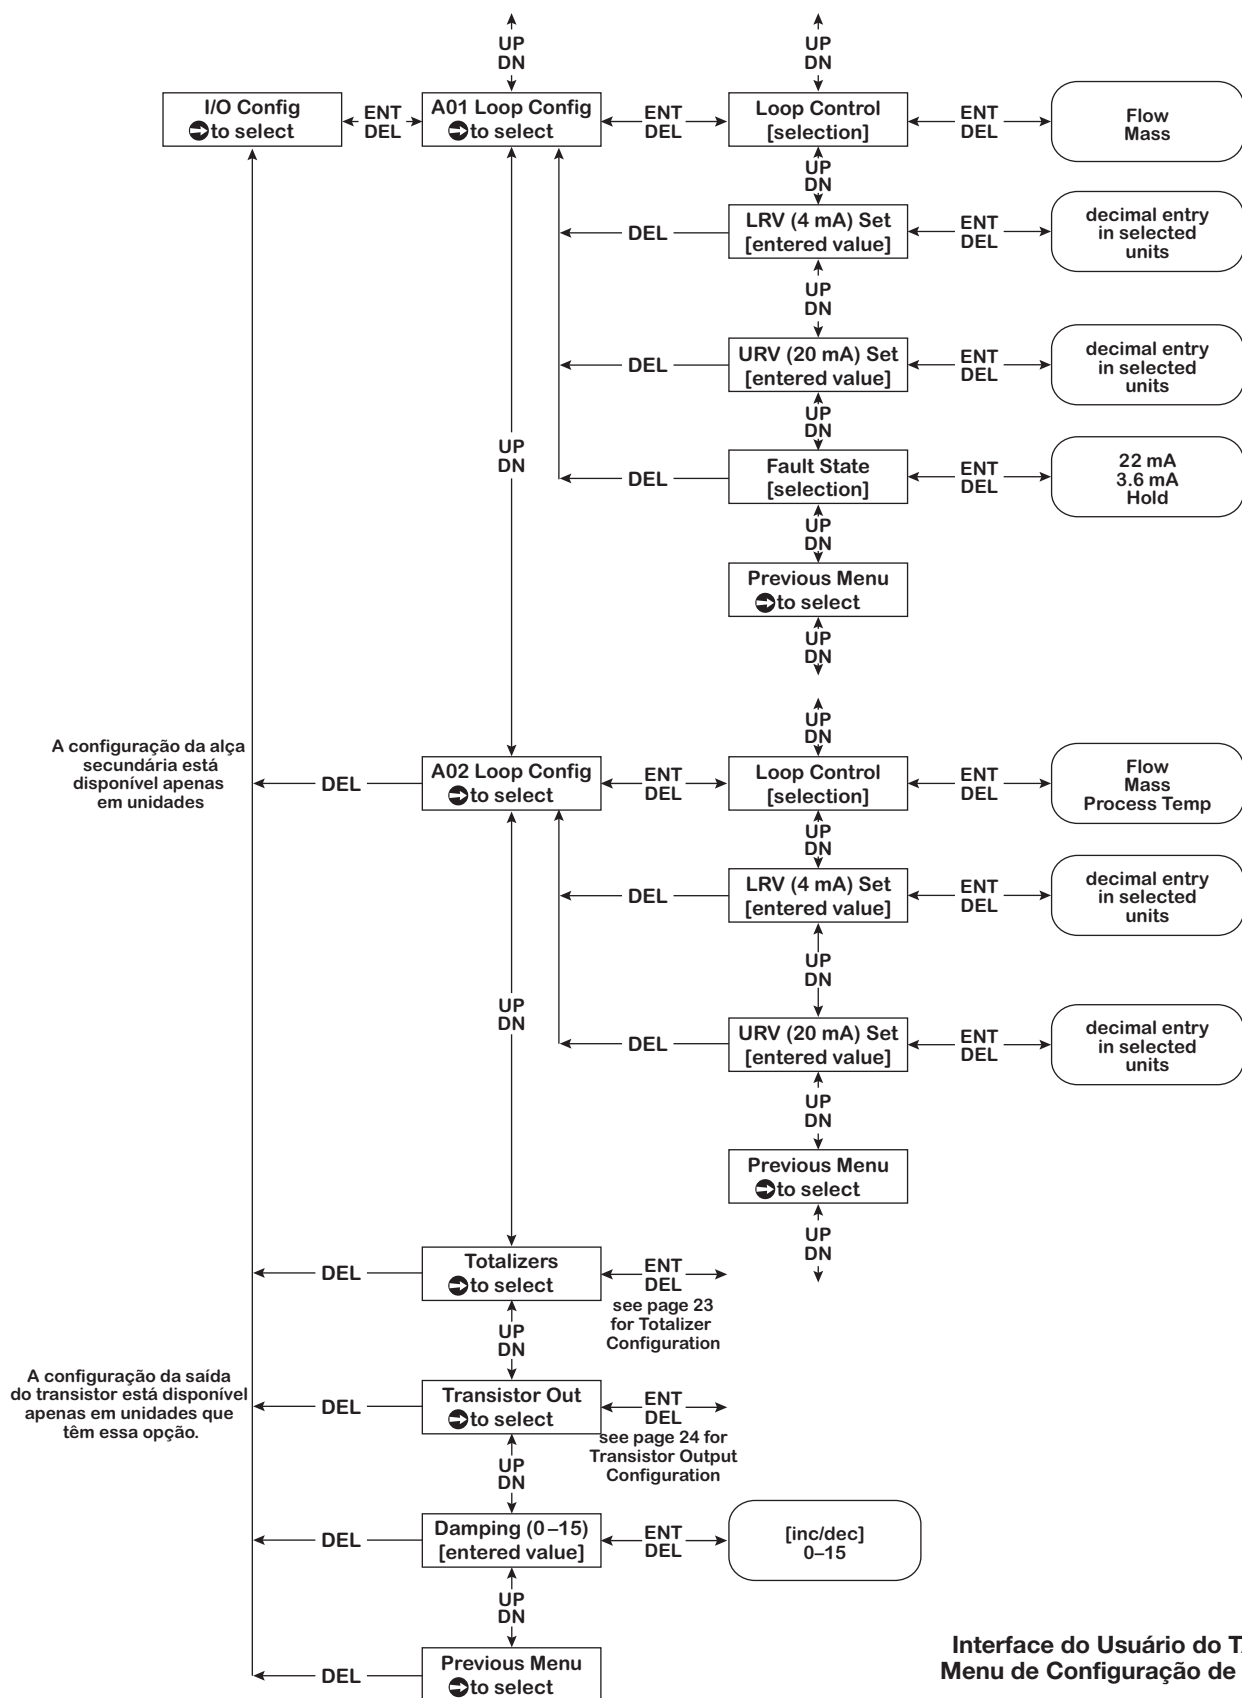 UP
DN
UP
DN
I/O Config
to select
ENT
DEL
A01 Loop Config
to select
ENT
DEL
Loop Control
[selection]
ENT
DEL
Flow
Mass
UP
DN
DEL
LRV (4 mA) Set
[entered value]
ENT
DEL
decimal entry
in selected
units
UP
DN
DEL
URV (20 mA) Set
[entered value]
ENT
DEL
decimal entry
in selected
units
UP
DN
UP
DN
DEL
Fault State
[selection]
ENT
DEL
22 mA
3.6 mA
Hold
UP
DN
Previous Menu
to select
UP
DN
UP
DN
A configuração da alça
secundária está
disponível apenas
em unidades
DEL
A02 Loop Config
to select
ENT
DEL
Loop Control
[selection]
ENT
DEL
Flow
Mass
Process Temp
UP
DN
DEL
LRV (4 mA) Set
[entered value]
ENT
DEL
decimal entry
in selected
units
UP
DN
UP
DN
DEL
URV (20 mA) Set
[entered value]
ENT
DEL
decimal entry
in selected
units
UP
DN
Previous Menu
to select
UP
DN
DEL
Totalizers
to select
ENT
DEL
see page 23
for Totalizer
Configuration
UP
DN
A configuração da saída
do transistor está disponível
apenas em unidades que
têm essa opção.
DEL
Transistor Out
to select
ENT
DEL
see page 24 for
Transistor Output
Configuration
UP
DN
DEL
Damping (0–15)
[entered value]
ENT
DEL
[inc/dec]
0–15
UP
DN
DEL
Previous Menu
to select
Interface do Usuário do
Menu de Configuração de